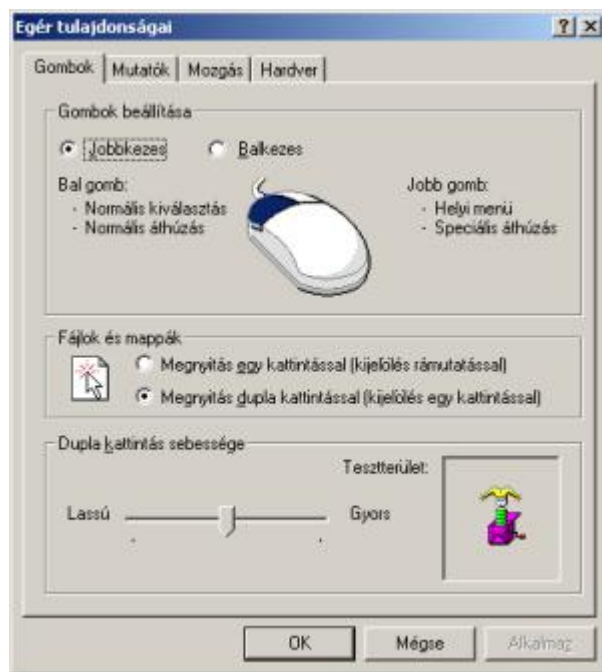 Egér tulajdonságai
Gombok Mutatók Mozgás Hardver
Gombok beállítása
Jobbkezes Balkezes
Bal gomb:
- Normális kiválasztás
- Normális áthúzás
Jobb gomb:
- Helyi menü
- Speciális áthúzás
Fájlok és mappák
Megnyitás egy kattintással (kijelölés rámutatással)
Megnyitás dupla kattintással (kijelölés egy kattintással)
Dupla kattintás sebessége
Tesztterület:
Lassú Gyors
OK Mégse Alkalmaz